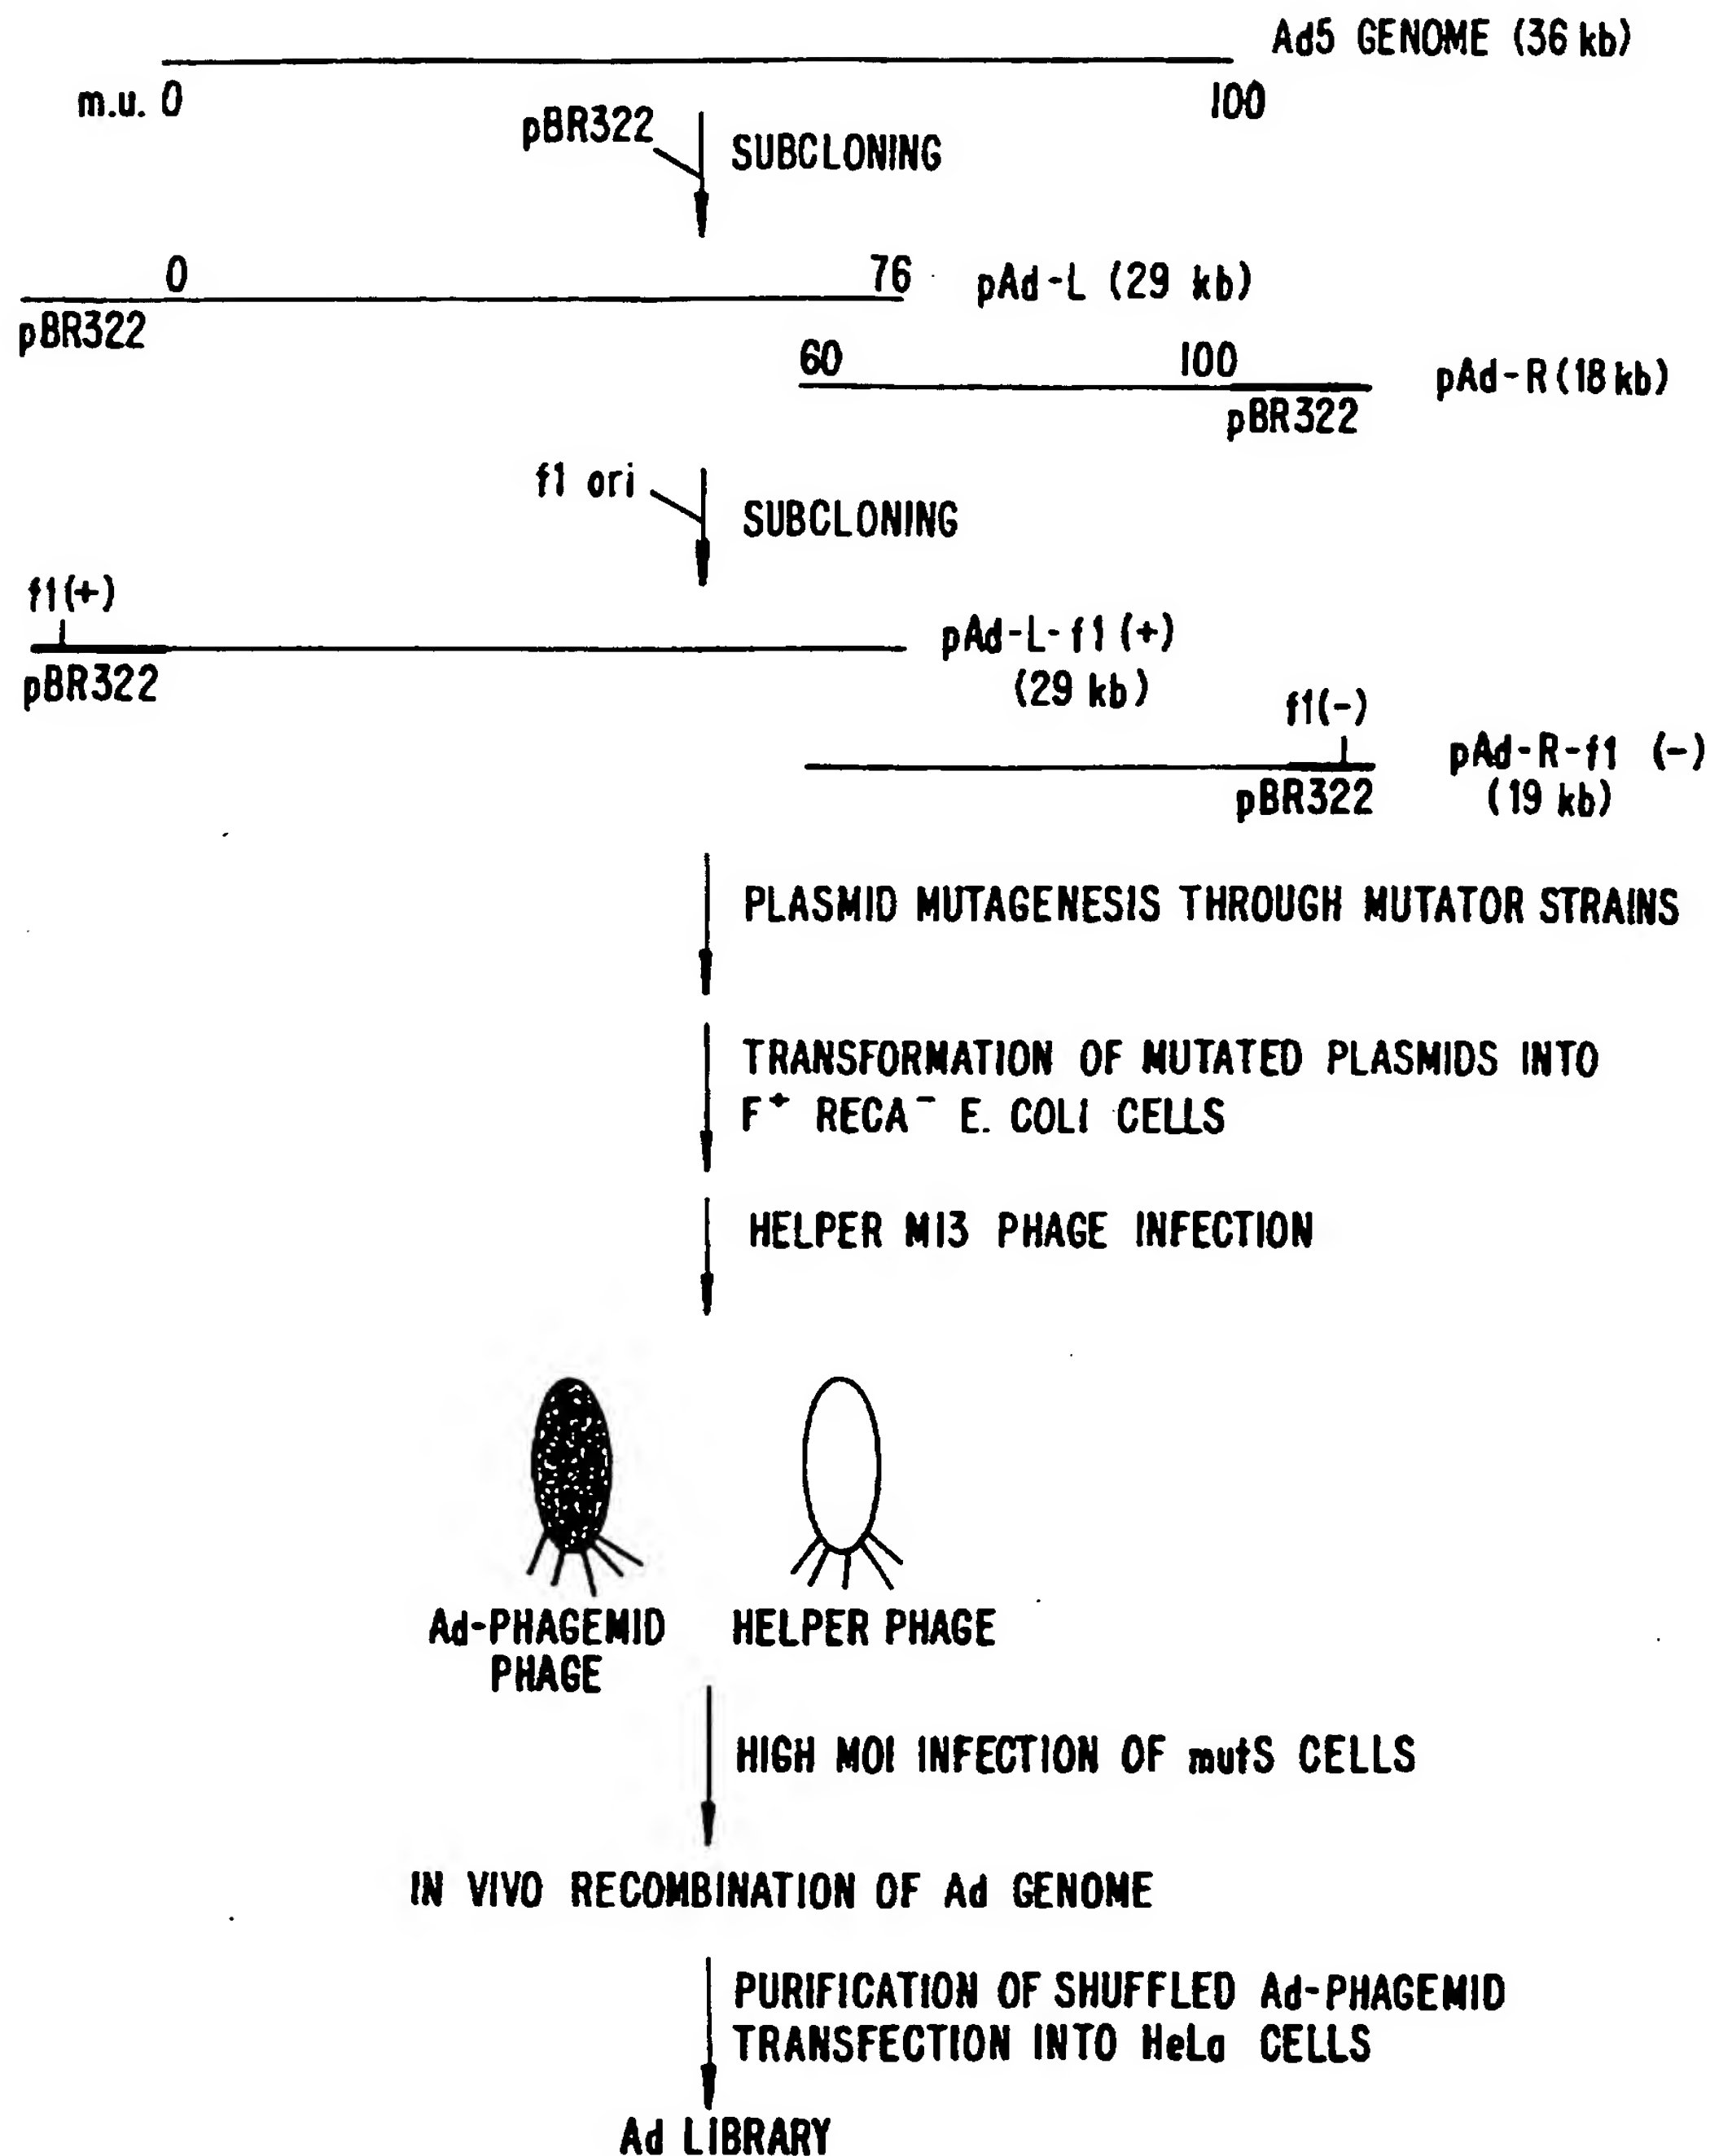 Ad5 GENOME (36 kb)
m.u. 0
100
pBR322
SUBCLONING
0
76
pAd-L (29 kb)
pBR322
60
100
pAd-R (18 kb)
pBR322
f1 ori
SUBCLONING
f1(+)
pAd-L-f1 (+)
(29 kb)
pBR322
f1(-)
pAd-R-f1 (-)
(19 kb)
pBR322
PLASMID MUTAGENESIS THROUGH MUTATOR STRAINS
TRANSFORMATION OF MUTATED PLASMIDS INTO
F⁺ RECA⁻ E. COLI CELLS
HELPER M13 PHAGE INFECTION
Ad-PHAGEMID
PHAGE
HELPER PHAGE
HIGH MOI INFECTION OF mutS CELLS
IN VIVO RECOMBINATION OF Ad GENOME
PURIFICATION OF SHUFFLED Ad-PHAGEMID
TRANSFECTION INTO HeLa CELLS
Ad LIBRARY